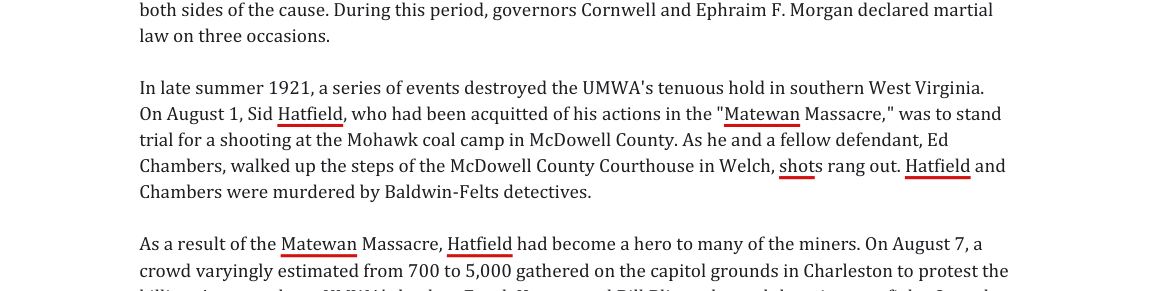 both sides of the cause. During this period, governors Cornwell and Ephraim F. Morgan declared martial
law on three occasions.
In late summer 1921, a series of events destroyed the UMWA's tenuous hold in southern West Virginia.
On August 1, Sid Hatfield, who had been acquitted of his actions in the "Matewan Massacre," was to stand
trial for a shooting at the Mohawk coal camp in McDowell County. As he and a fellow defendant, Ed
Chambers, walked up the steps of the McDowell County Courthouse in Welch, shots rang out. Hatfield and
Chambers were murdered by Baldwin-Felts detectives.
As a result of the Matewan Massacre, Hatfield had become a hero to many of the miners. On August 7, a
crowd varyingly estimated from 700 to 5,000 gathered on the capitol grounds in Charleston to protest the